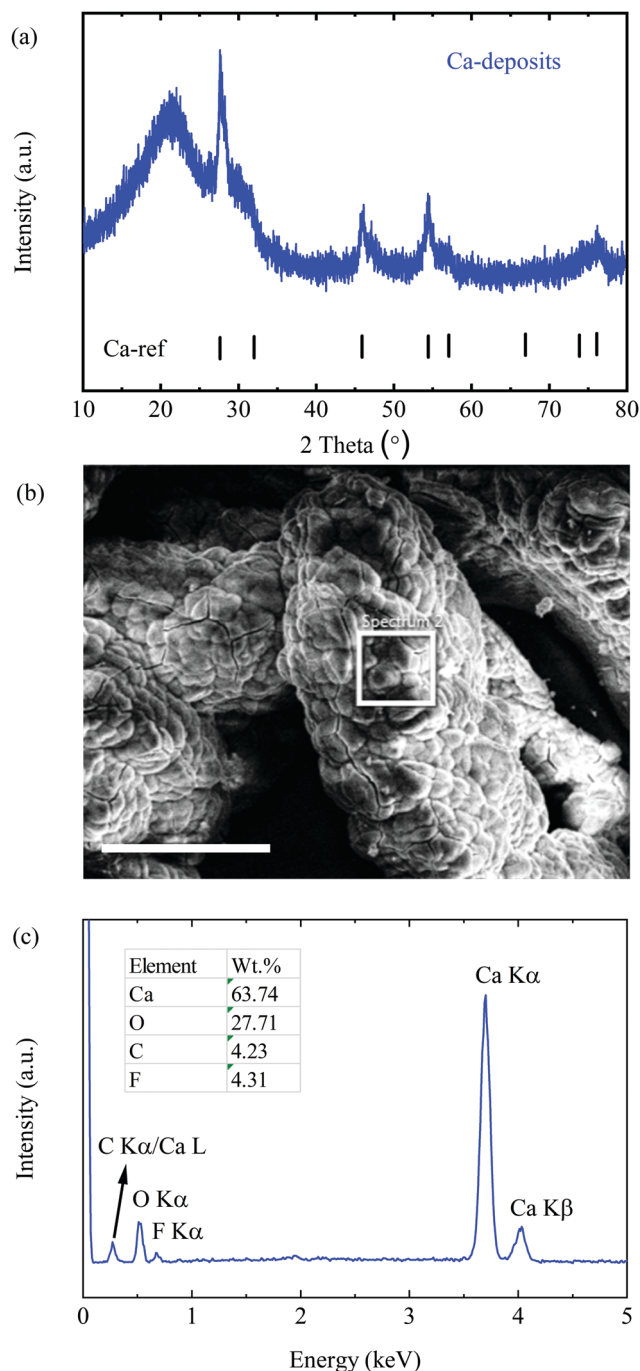 (a)
Ca-deposits
Intensity (a.u.)
Ca-ref
10 20 30 40 50 60 70 80
2 Theta (°)
(b)
Spectrum 2
(c)
Element Wt.%
Ca 63.74
O 27.71
C 4.23
F 4.31
Ca Kα
C Kα/Ca L
O Kα
F Kα
Ca Kβ
Intensity (a.u.)
0 1 2 3 4 5
Energy (keV)